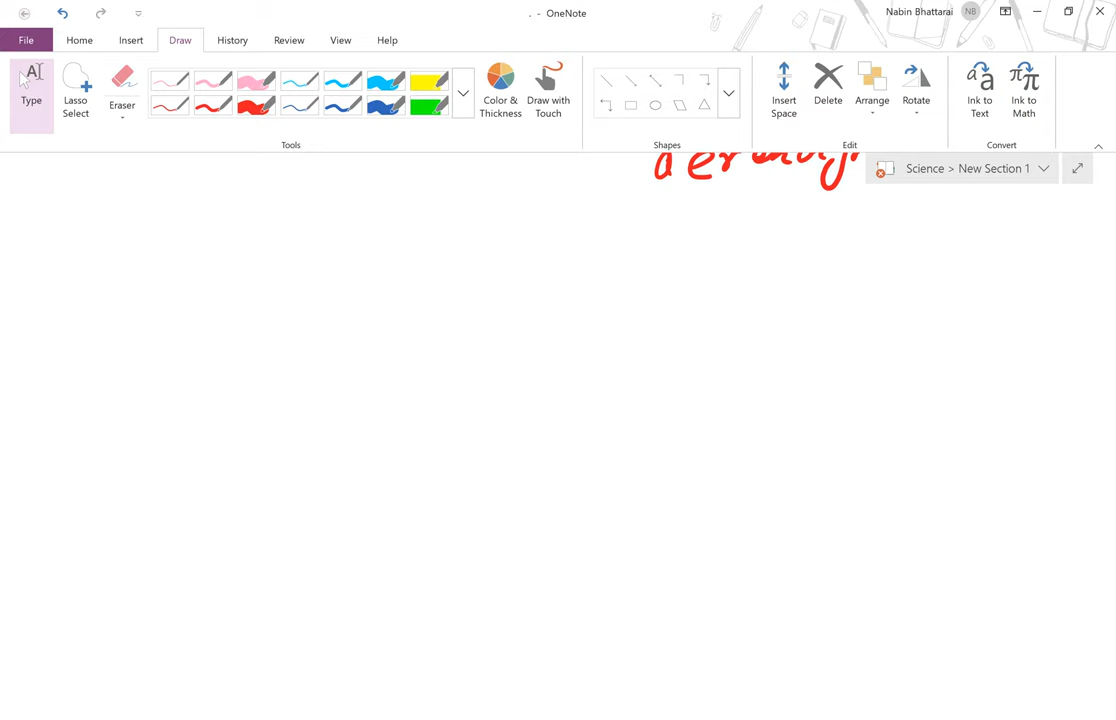 . - OneNote
Nabin Bhattarai NB
File Home Insert Draw History Review View Help
Type
Lasso Select
Eraser
Color & Thickness
Draw with Touch
Insert Space
Delete
Arrange
Rotate
Ink to Text
Ink to Math
Tools Shapes Edit Convert
Science > New Section 1